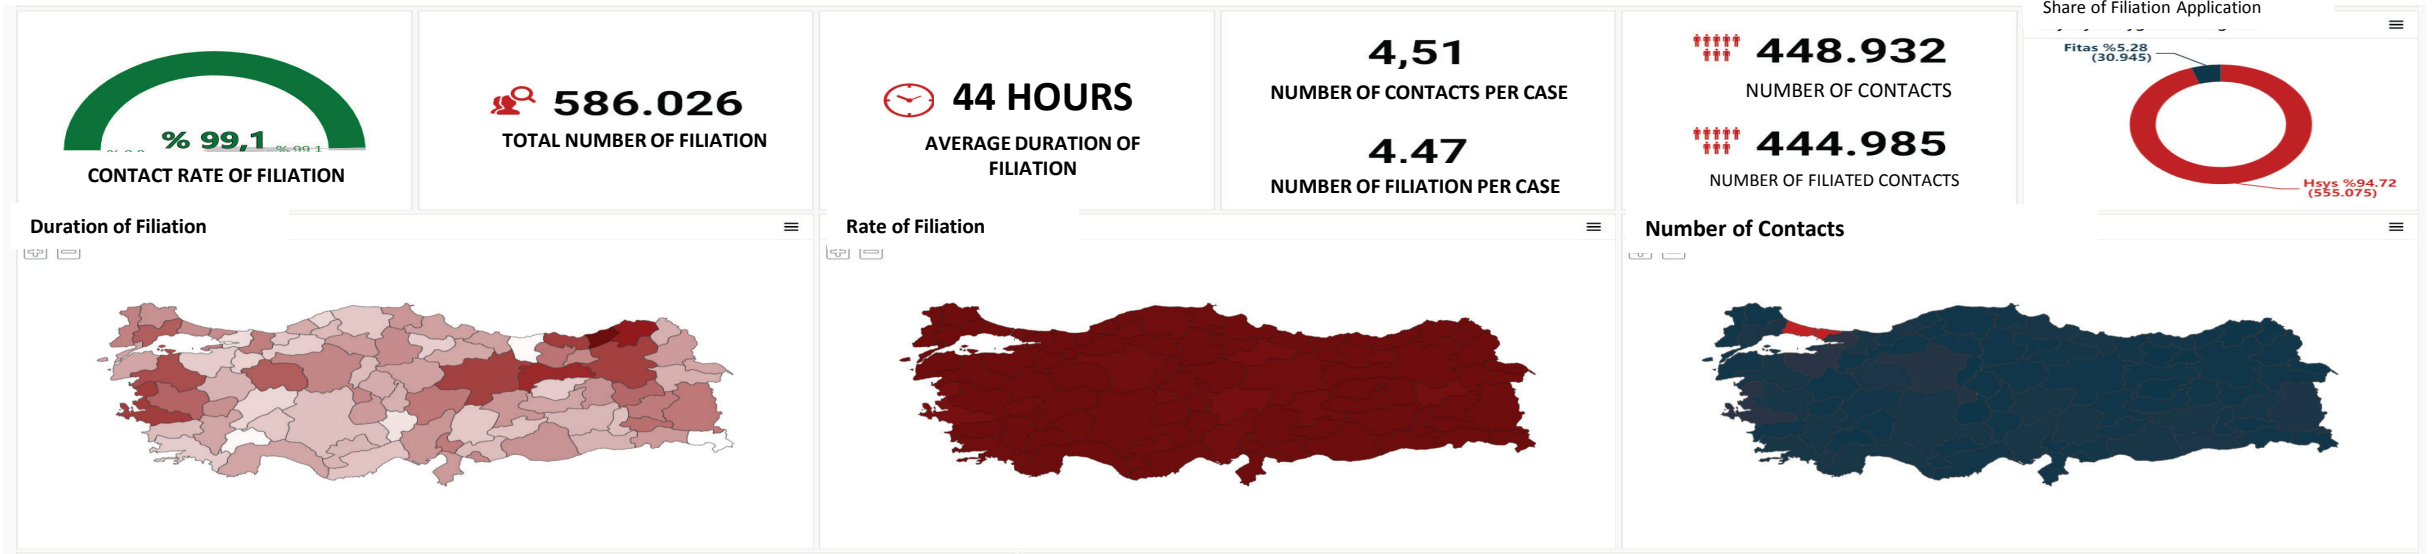 Share of Filiation Application
% 99,1
% 99,1
CONTACT RATE OF FILIATION
586.026
TOTAL NUMBER OF FILIATION
44 HOURS
AVERAGE DURATION OF
FILIATION
4,51
NUMBER OF CONTACTS PER CASE
4.47
NUMBER OF FILIATION PER CASE
448.932
NUMBER OF CONTACTS
444.985
NUMBER OF FILIATED CONTACTS
Fitas %5.28
(30.945)
Hsys %94.72
(555.075)
Duration of Filiation
Rate of Filiation
Number of Contacts